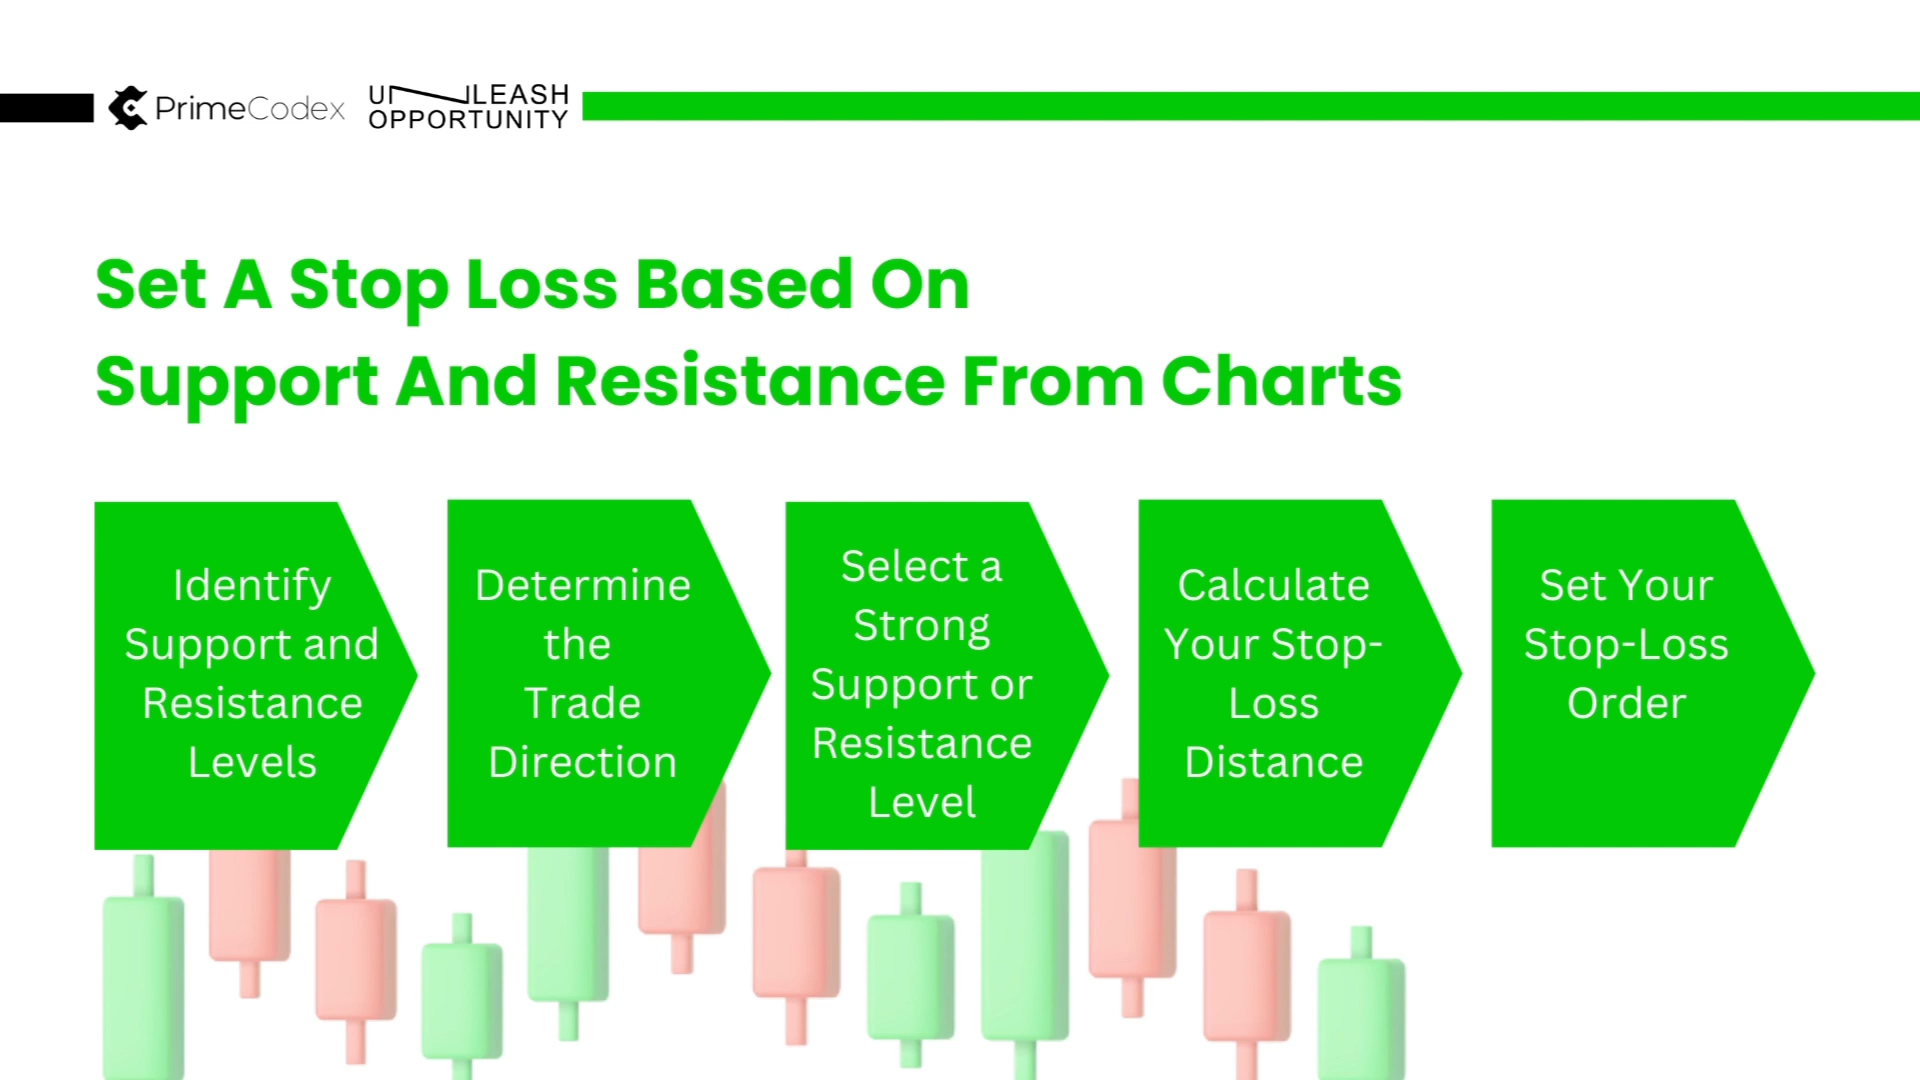 PrimeCodex
UNLEASH
OPPORTUNITY
Set A Stop Loss Based On
Support And Resistance From Charts
Identify
Support and
Resistance
Levels
Determine
the
Trade
Direction
Select a
Strong
Support or
Resistance
Level
Calculate
Your Stop-
Loss
Distance
Set Your
Stop-Loss
Order